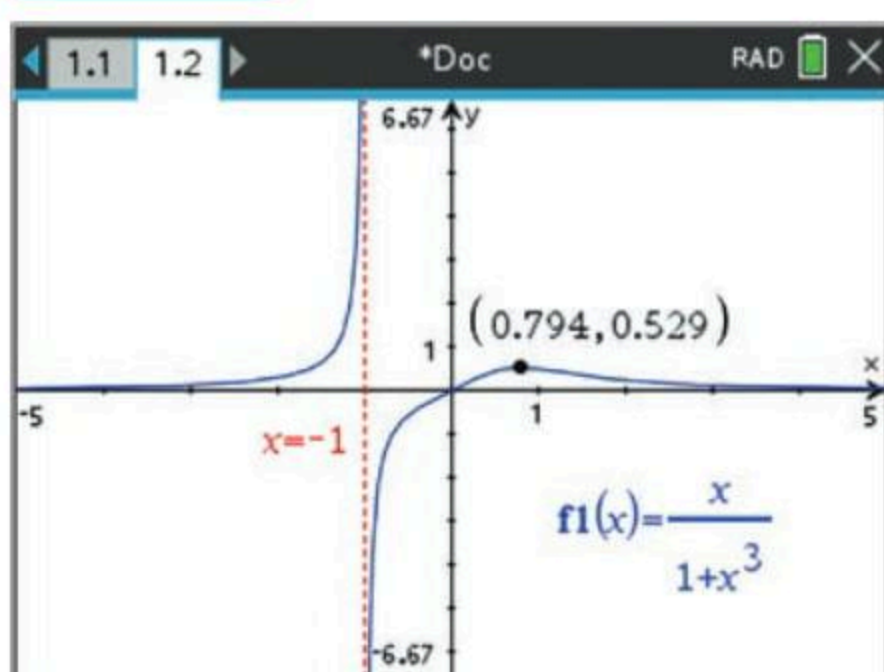 1.1 1.2 *Doc RAD
6.67 y
(0.794,0.529)
1
x
-5 1 5
x=-1
f1(x)=x/(1+x^3)
-6.67